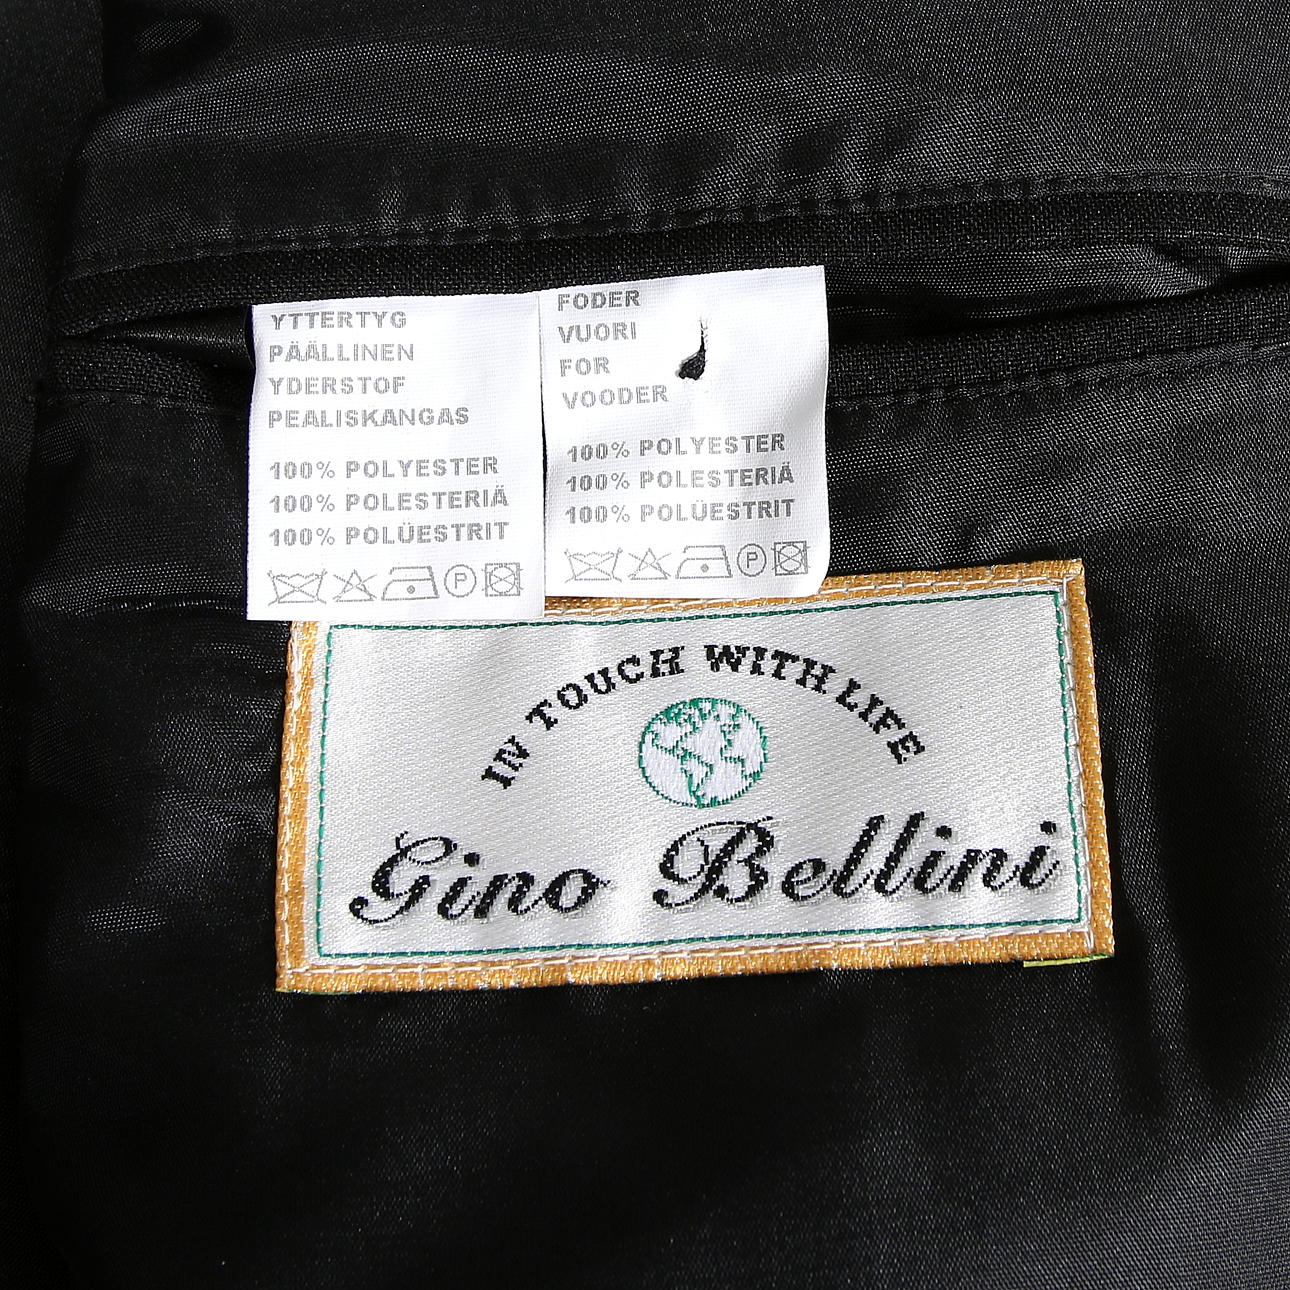 YTTERTYG
PÄÄLLINEN
YDERSTOF
PEALISKANGAS
100% POLYESTER
100% POLESTERIÄ
100% POLÜESTRIT
P
FODER
VUORI
FOR
VOODER
100% POLYESTER
100% POLESTERIÄ
100% POLÜESTRIT
P
IN TOUCH WITH LIFE
Gino Bellini